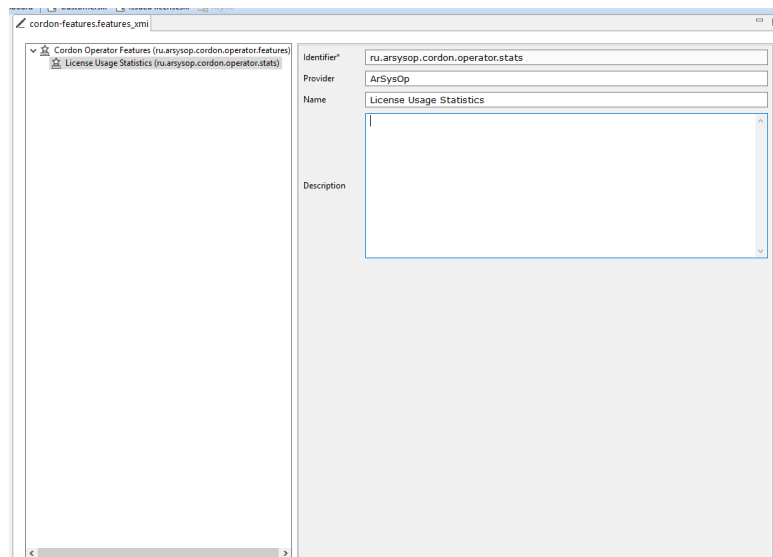 cordon-features.features_xmi
Cordon Operator Features (ru.arsysop.cordon.operator.features)
License Usage Statistics (ru.arsysop.cordon.operator.stats)
Identifier*
ru.arsysop.cordon.operator.stats
Provider
ArSysOp
Name
License Usage Statistics
Description